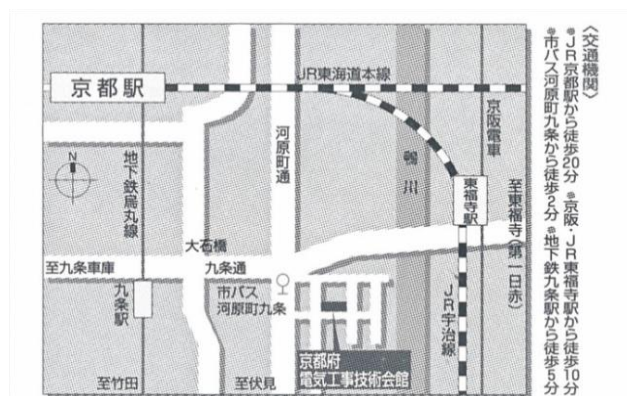 〈交通機関〉
●JR京都駅から徒歩20分 ●京阪・JR東福寺駅から徒歩10分
●市バス河原町九条から徒歩2分 ●地下鉄九条駅から徒歩5分
JR東海道本線
京都駅
京阪電車
河原町通
鴨川
N
地下鉄烏丸線
東福寺駅
至東福寺(第一日赤)
大石橋
至九条車庫
九条通
九条駅
市バス
河原町九条
JR宇治線
京都府
電気工事技術会館
至竹田
至伏見